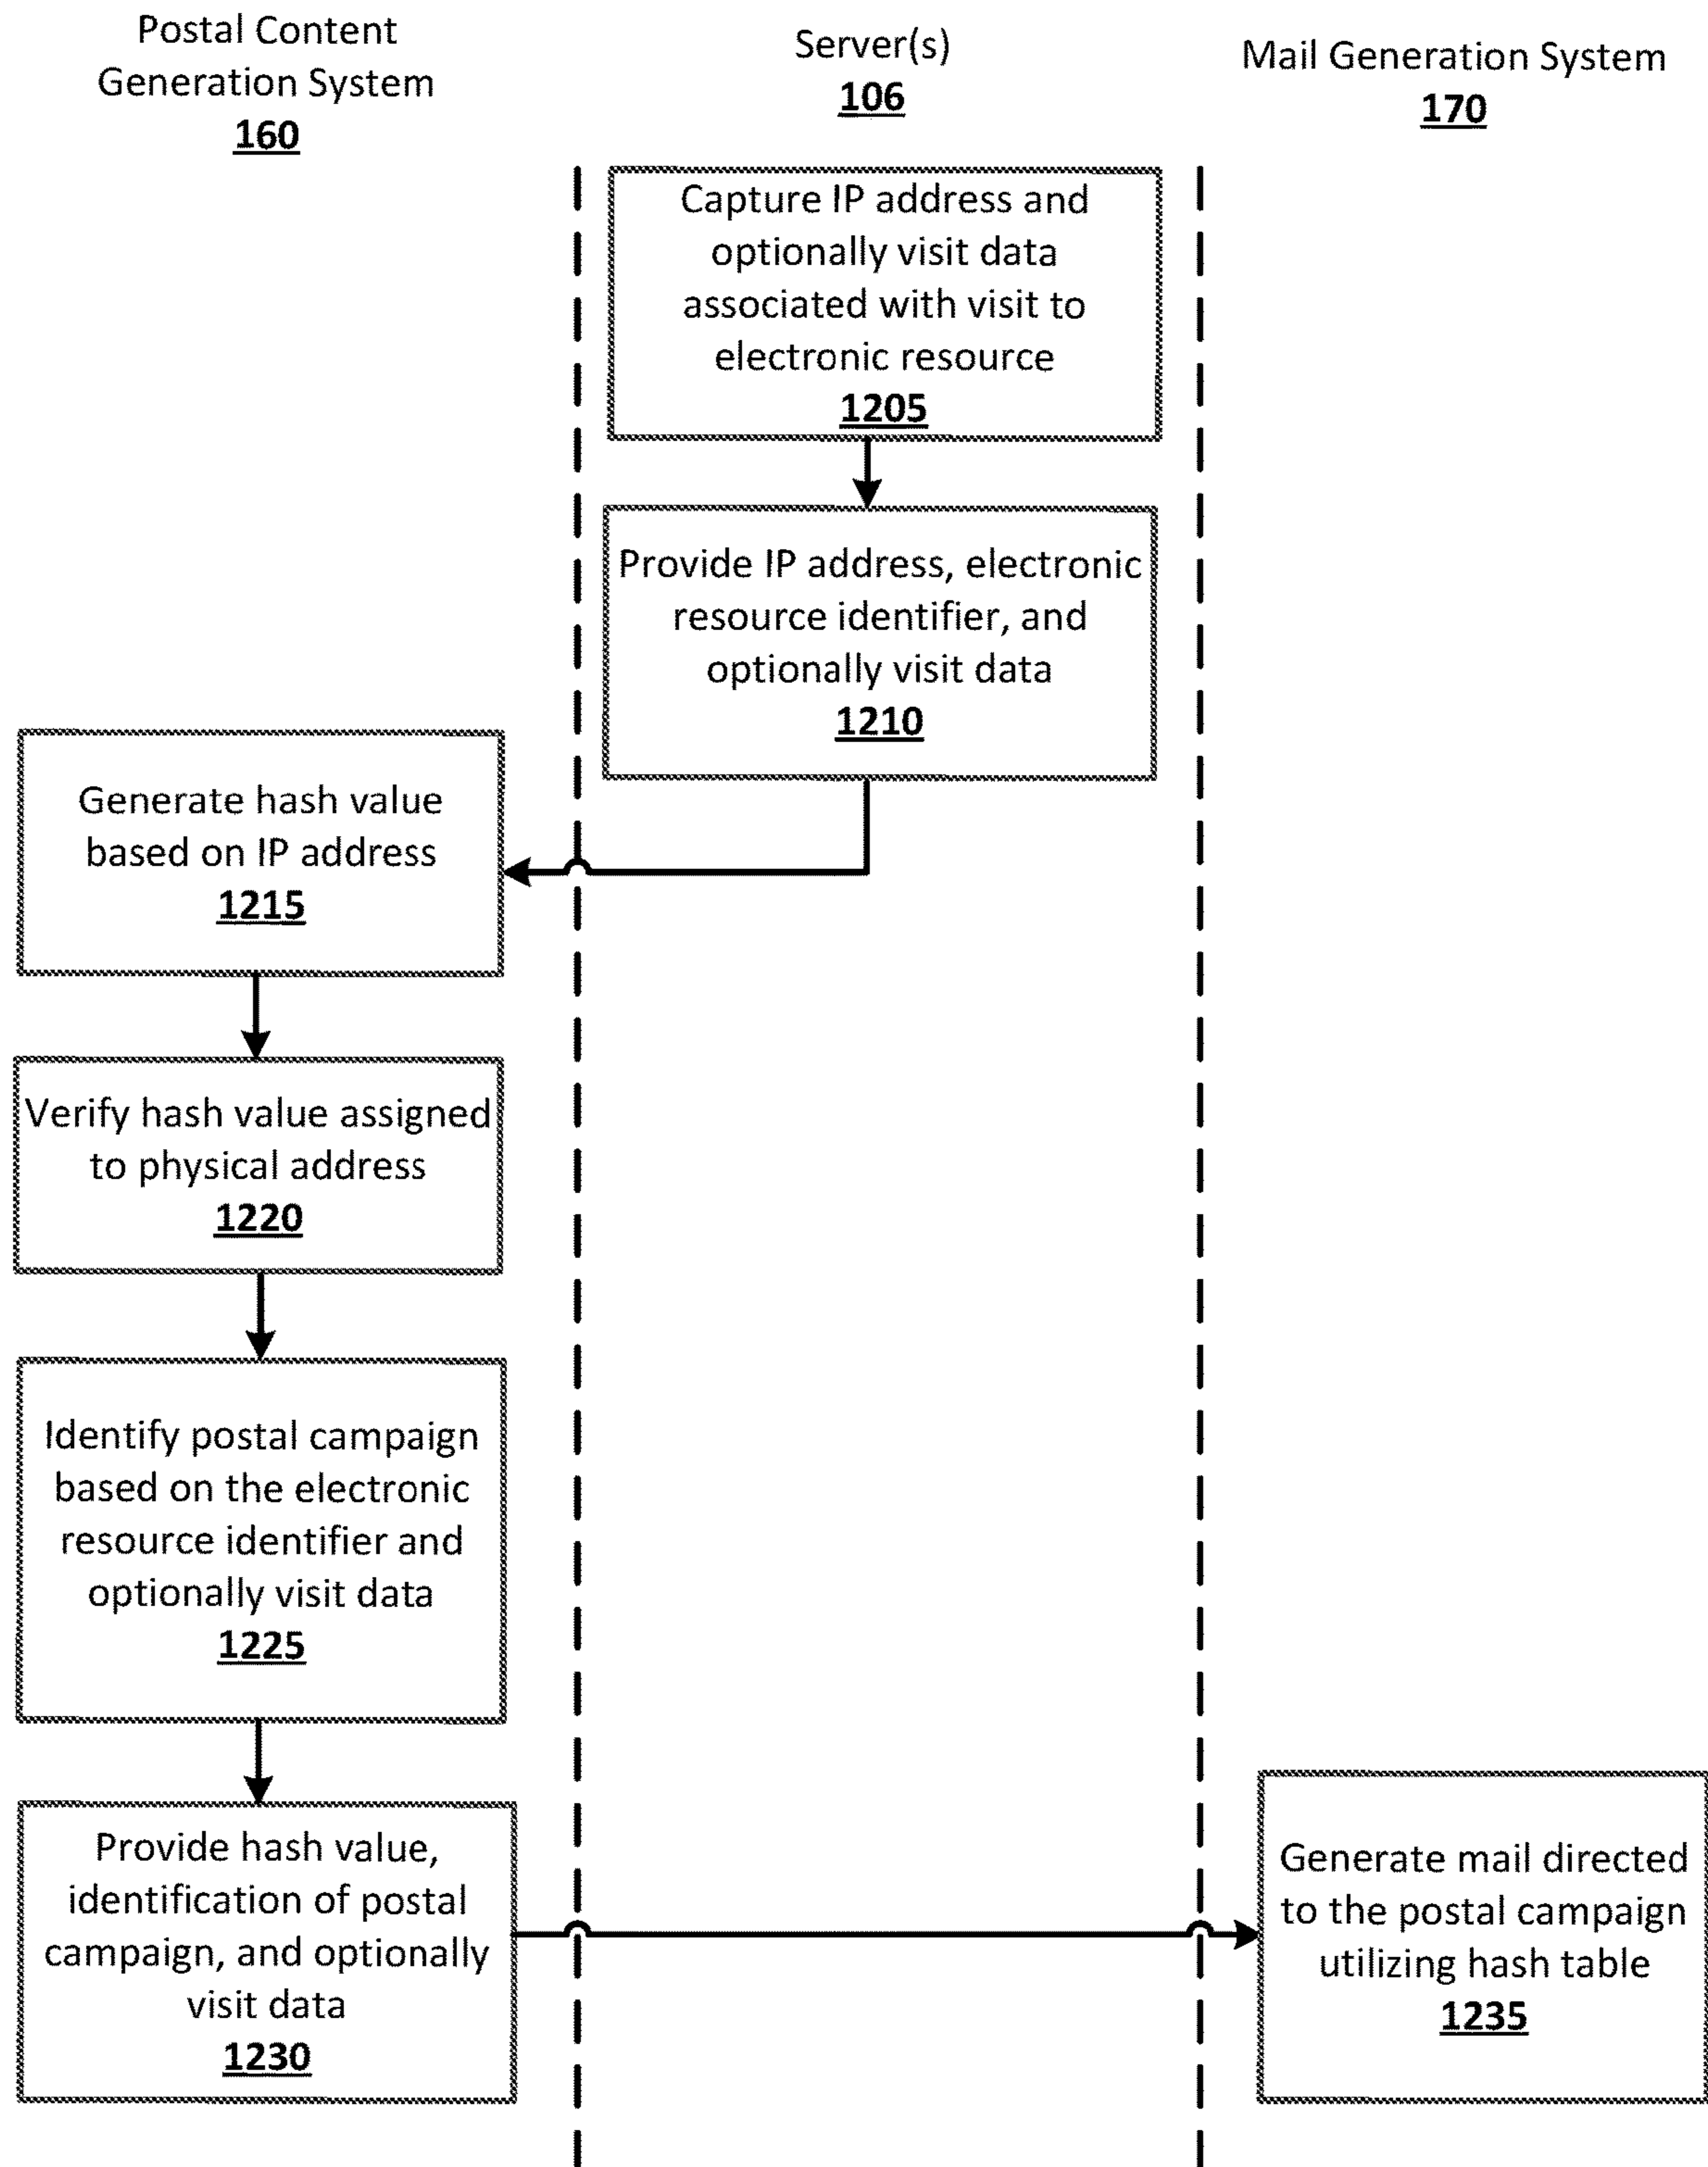 Postal Content
Generation System
160
Server(s)
106
Mail Generation System
170
Capture IP address and
optionally visit data
associated with visit to
electronic resource
1205
Provide IP address, electronic
resource identifier, and
optionally visit data
1210
Generate hash value
based on IP address
1215
Verify hash value assigned
to physical address
1220
Identify postal campaign
based on the electronic
resource identifier and
optionally visit data
1225
Provide hash value,
identification of postal
campaign, and optionally
visit data
1230
Generate mail directed
to the postal campaign
utilizing hash table
1235